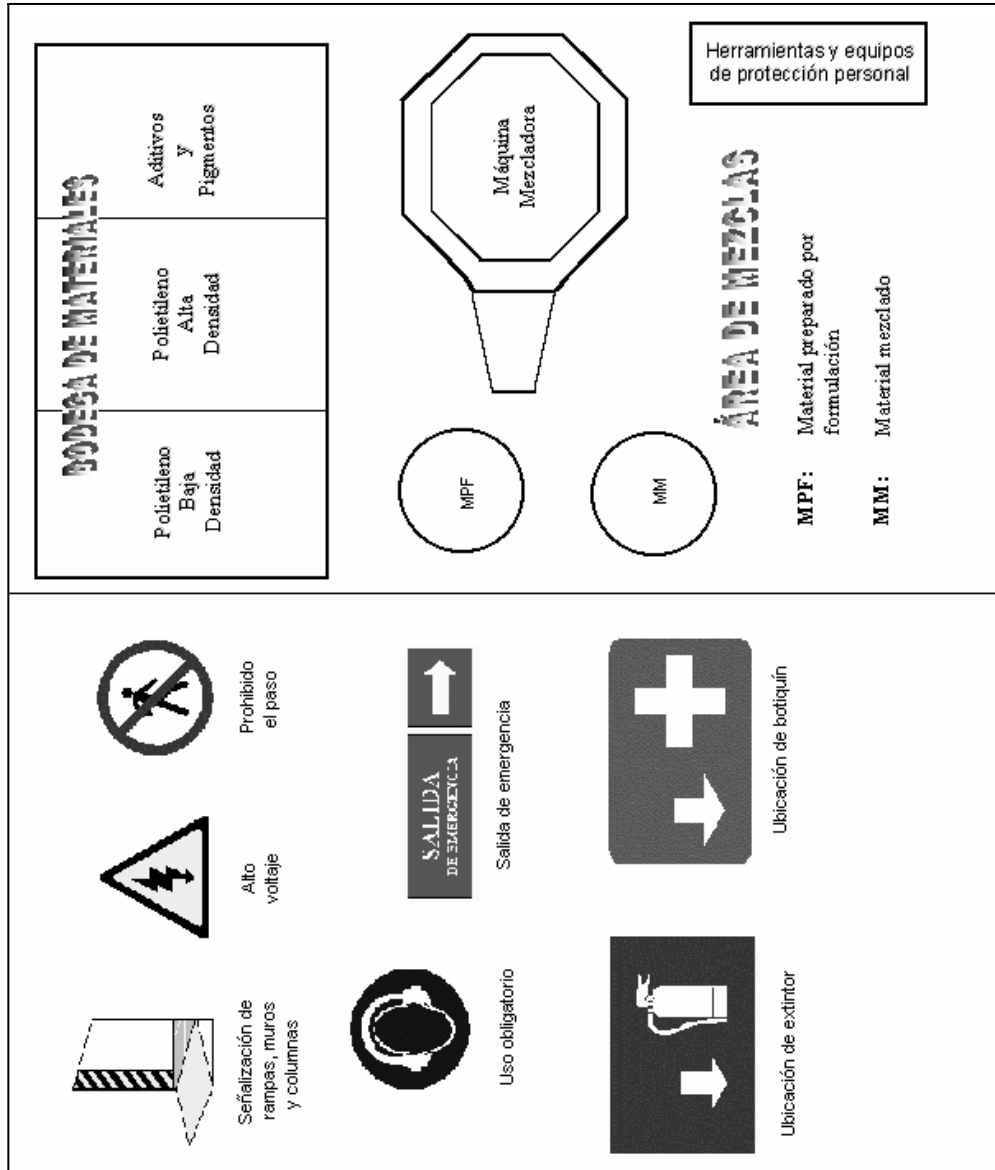 Señalización de
rampas, muros
y columnas
Alto
voltaje
Prohibido
el paso
Uso obligatorio
SALIDA
DE EMERGENCIA
Salida de emergencia
Ubicación de extintor
Ubicación de botiquín
BODEGA DE MATERIALES
Polietileno
Baja
Densidad
Polietileno
Alta
Densidad
Aditivos
y
Pigmentos
MPF
MM
Máquina
Mezcladora
Herramientas y equipos
de protección personal
ÁREA DE MEZCLAS
MPF: Material preparado por
formulación
MM: Material mezclado